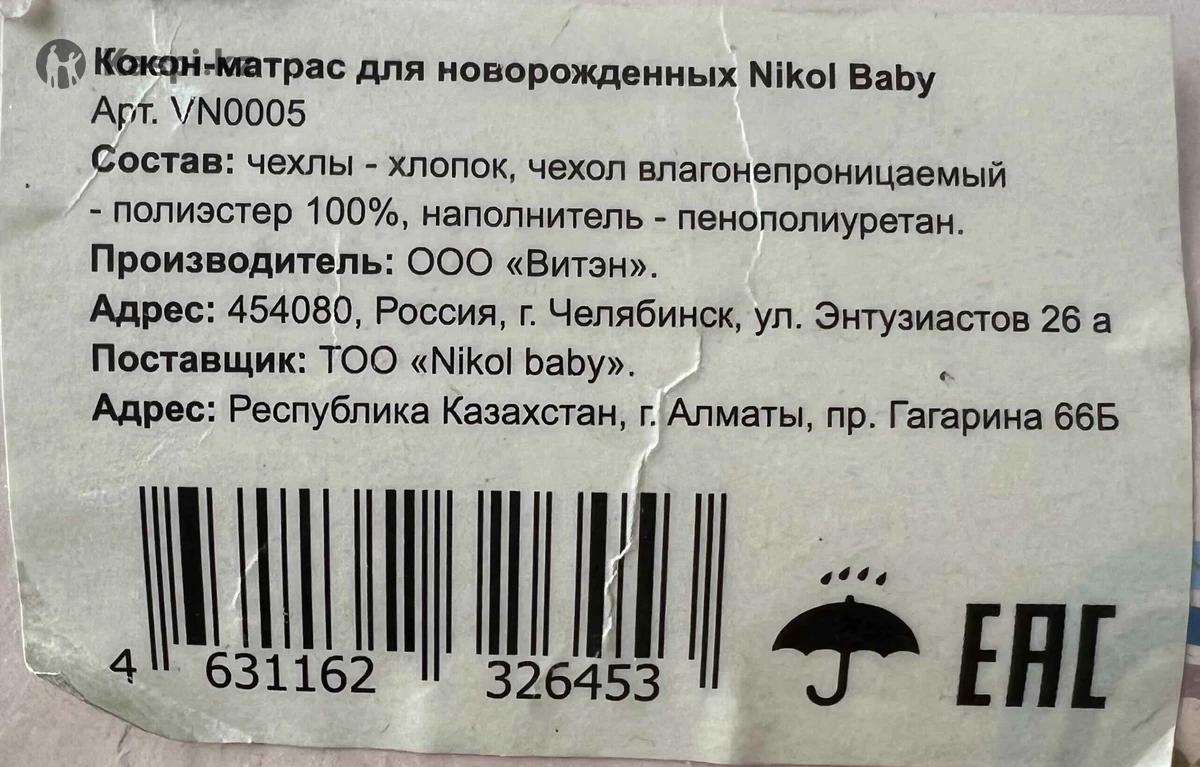 Кокон-матрас для новорожденных Nikol Baby
Арт. VN0005
Состав: чехлы - хлопок, чехол влагонепроницаемый
- полиэстер 100%, наполнитель - пенополиуретан.
Производитель: ООО «Витэн».
Адрес: 454080, Россия, г. Челябинск, ул. Энтузиастов 26 а
Поставщик: ТОО «Nikol baby».
Адрес: Республика Казахстан, г. Алматы, пр. Гагарина 66Б
4 631162 326453
EAC